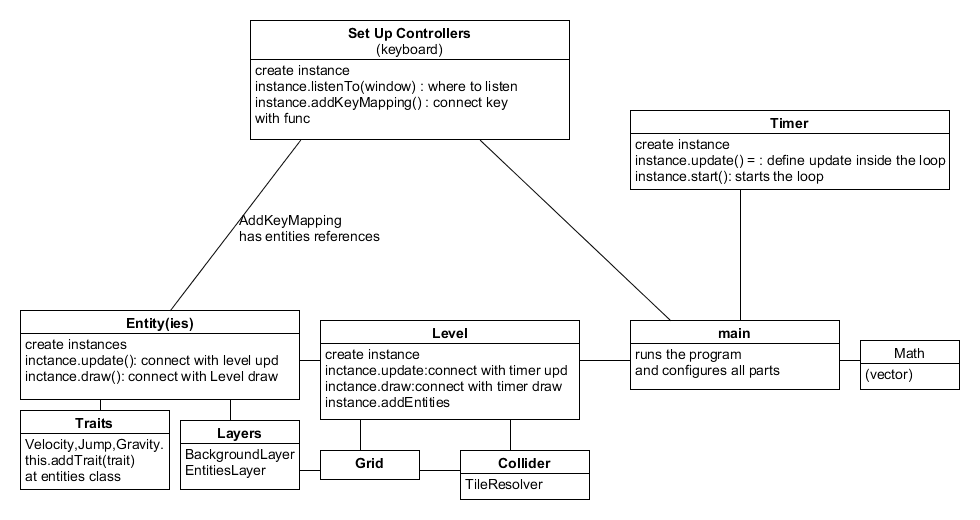 Set Up Controllers
(keyboard)
create instance
instance.listenTo(window) : where to listen
instance.addKeyMapping() : connect key
with func
Timer
create instance
instance.update() = : define update inside the loop
instance.start(): starts the loop
AddKeyMapping
has entities references
Entity(ies)
create instances
inctance.update(): connect with level upd
inctance.draw(): connect with Level draw
Level
create instance
inctance.update:connect with timer upd
inctance.draw:connect with timer draw
instance.addEntities
main
runs the program
and configures all parts
Math
(vector)
Traits
Velocity,Jump,Gravity.
this.addTrait(trait)
at entities class
Layers
BackgroundLayer
EntitiesLayer
Grid
Collider
TileResolver